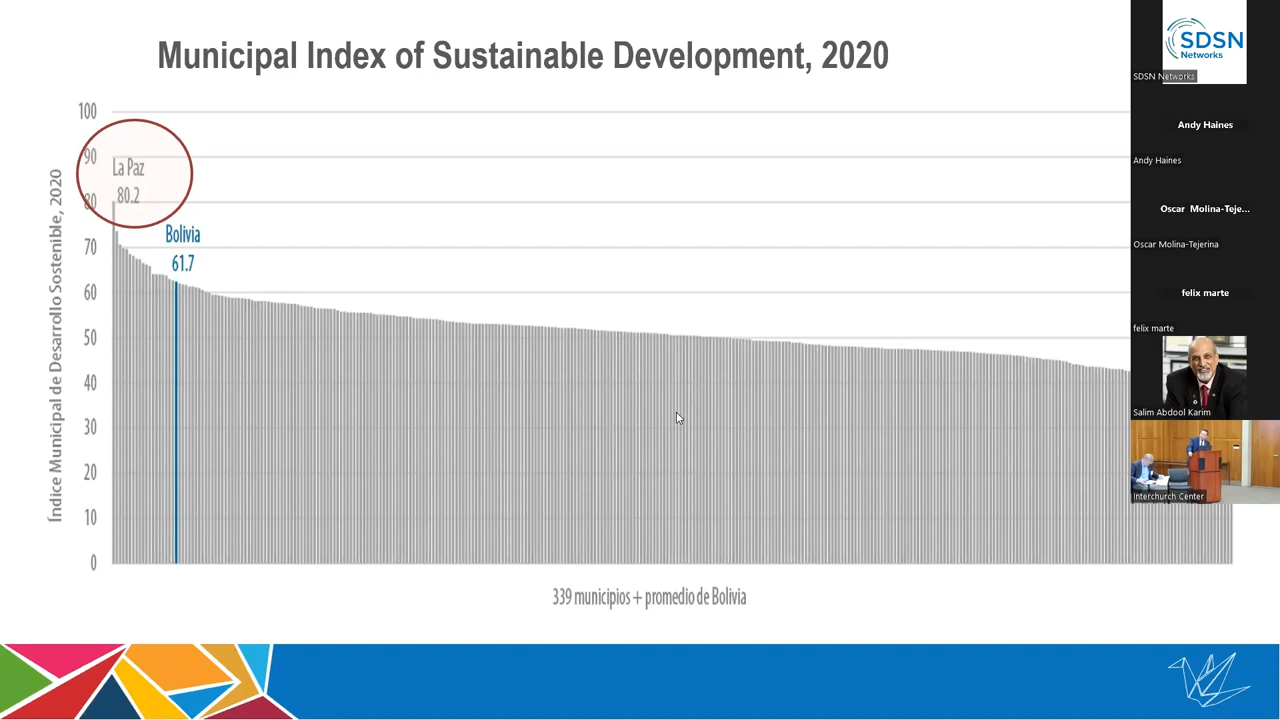 Municipal Index of Sustainable Development, 2020
Índice Municipal de Desarrollo Sostenible, 2020
100
90
80
70
60
50
40
30
20
10
0
La Paz
80.2
Bolivia
61.7
339 municipios + promedio de Bolivia
SDSN
Networks
SDSN Networks
Andy Haines
Andy Haines
Oscar Molina-Teje...
Oscar Molina-Tejerina
felix marte
felix marte
Salim Abdool Karim
Interchurch Center